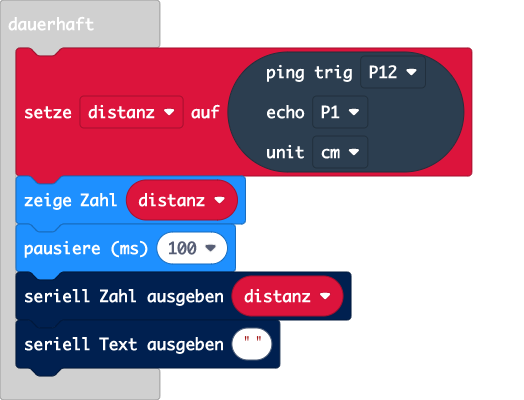 dauerhaft
ping trig P12
setze distanz auf echo P1
unit cm
zeige Zahl distanz
pausiere (ms) 100
seriell Zahl ausgeben distanz
seriell Text ausgeben " "